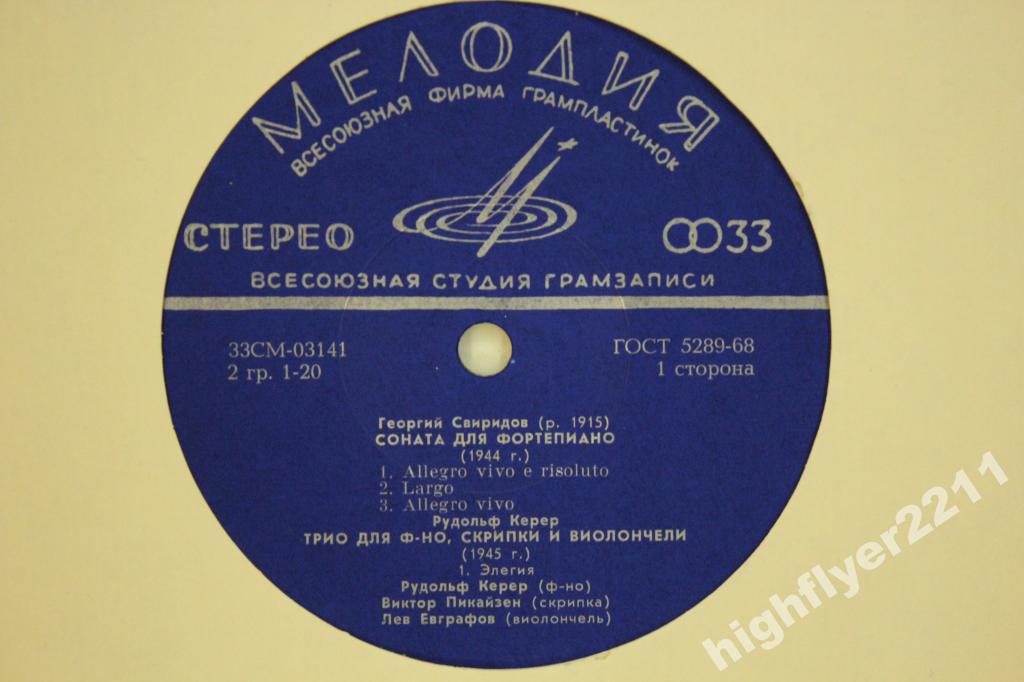 МЕЛОДИЯ
ВСЕСОЮЗНАЯ ФИРМА ГРАМПЛАСТИНОК
СТЕРЕО
33
ВСЕСОЮЗНАЯ СТУДИЯ ГРАМЗАПИСИ
33СМ-03141
ГОСТ 5289-68
2 гр. 1-20
1 сторона
Георгий Свиридов (р. 1915)
СОНАТА ДЛЯ ФОРТЕПИАНО
(1944 г.)
1. Allegro vivo e risoluto
2. Largo
3. Allegro vivo
Рудольф Керер
ТРИО ДЛЯ Ф-НО, СКРИПКИ И ВИОЛОНЧЕЛИ
(1945 г.)
1. Элегия
Рудольф Керер (ф-но)
Виктор Пикайзен (скрипка)
Лев Евграфов (виолончель)
highflyer2211